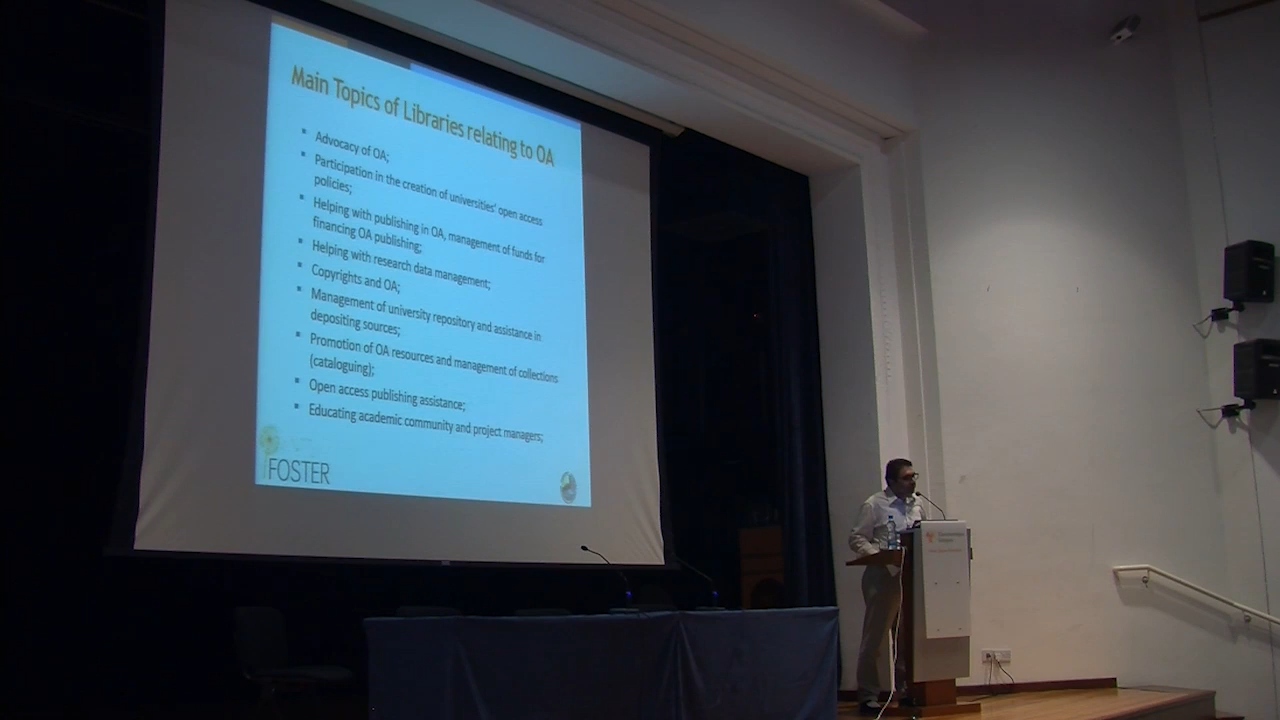 Main Topics of Libraries relating to OA
▪ Advocacy of OA;
▪ Participation in the creation of universities' open access
policies;
▪ Helping with publishing in OA, management of funds for
financing OA publishing;
▪ Helping with research data management;
▪ Copyrights and OA;
▪ Management of university repository and assistance in
depositing sources;
▪ Promotion of OA resources and management of collections
(cataloguing);
▪ Open access publishing assistance;
▪ Educating academic community and project managers;
FOSTER